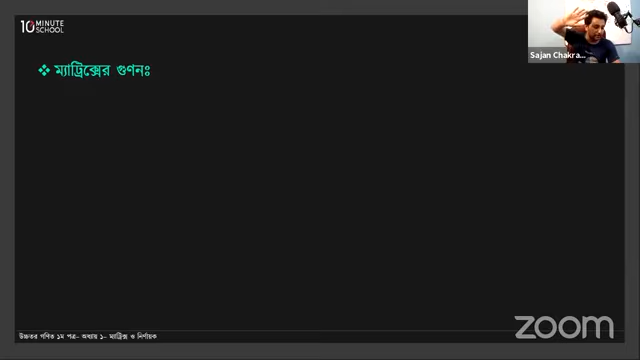 10 MINUTE SCHOOL
Sajan Chakra...
❖ ম্যাট্রিক্সের গুণনঃ
উচ্চতর গণিত ১ম পত্র– অধ্যায় ১– ম্যাট্রিক্স ও নির্ণায়ক
zoom